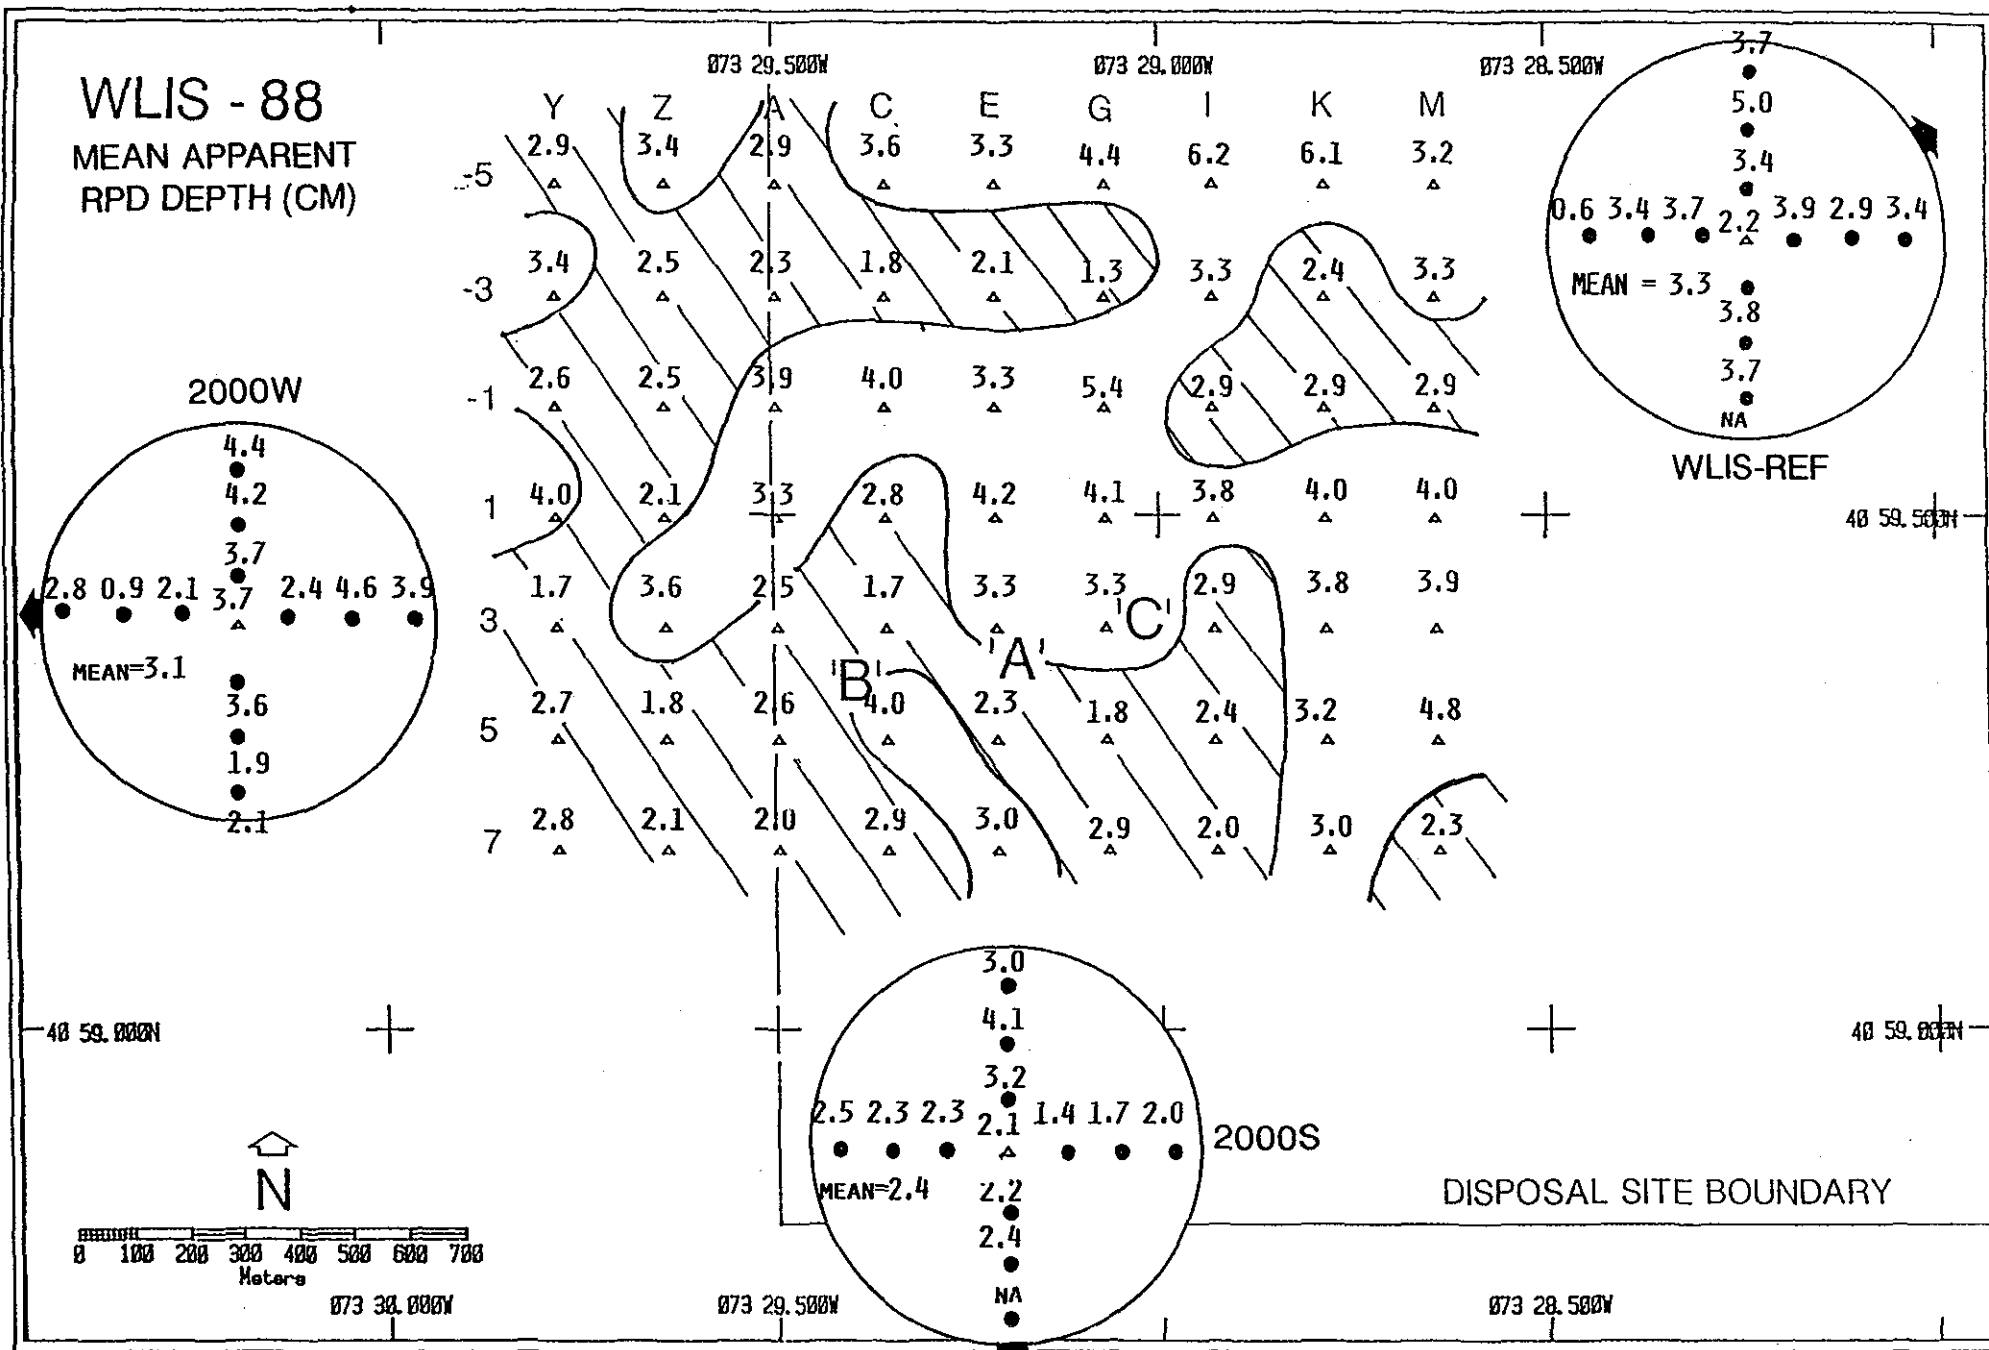 073 29.500W 073 29.000W 073 28.500W
WLIS - 88
MEAN APPARENT
RPD DEPTH (CM)
Y Z A C E G I K M
-5 2.9 3.4 2.9 3.6 3.3 4.4 6.2 6.1 3.2
-3 3.4 2.5 2.3 1.8 2.1 1.3 3.3 2.4 3.3
-1 2.6 2.5 3.9 4.0 3.3 5.4 2.9 2.9 2.9
1 4.0 2.1 3.3 2.8 4.2 4.1 3.8 4.0 4.0
3 1.7 3.6 2.5 1.7 3.3 3.3 2.9 3.8 3.9
'C'
'A'
'B'
5 2.7 1.8 2.6 4.0 2.3 1.8 2.4 3.2 4.8
7 2.8 2.1 2.0 2.9 3.0 2.9 2.0 3.0 2.3
3.7
5.0
3.4
0.6 3.4 3.7 2.2 3.9 2.9 3.4
MEAN = 3.3
3.8
3.7
NA
WLIS-REF
2000W
4.4
4.2
3.7
2.8 0.9 2.1 3.7 2.4 4.6 3.9
MEAN=3.1
3.6
1.9
2.1
40 59.500N
40 59.000N 40 59.000N
3.0
4.1
3.2
2.5 2.3 2.3 2.1 1.4 1.7 2.0
2000S
MEAN=2.4 2.2
2.4
NA
DISPOSAL SITE BOUNDARY
N
0 100 200 300 400 500 600 700
Meters
073 30.000W 073 29.500W 073 28.500W